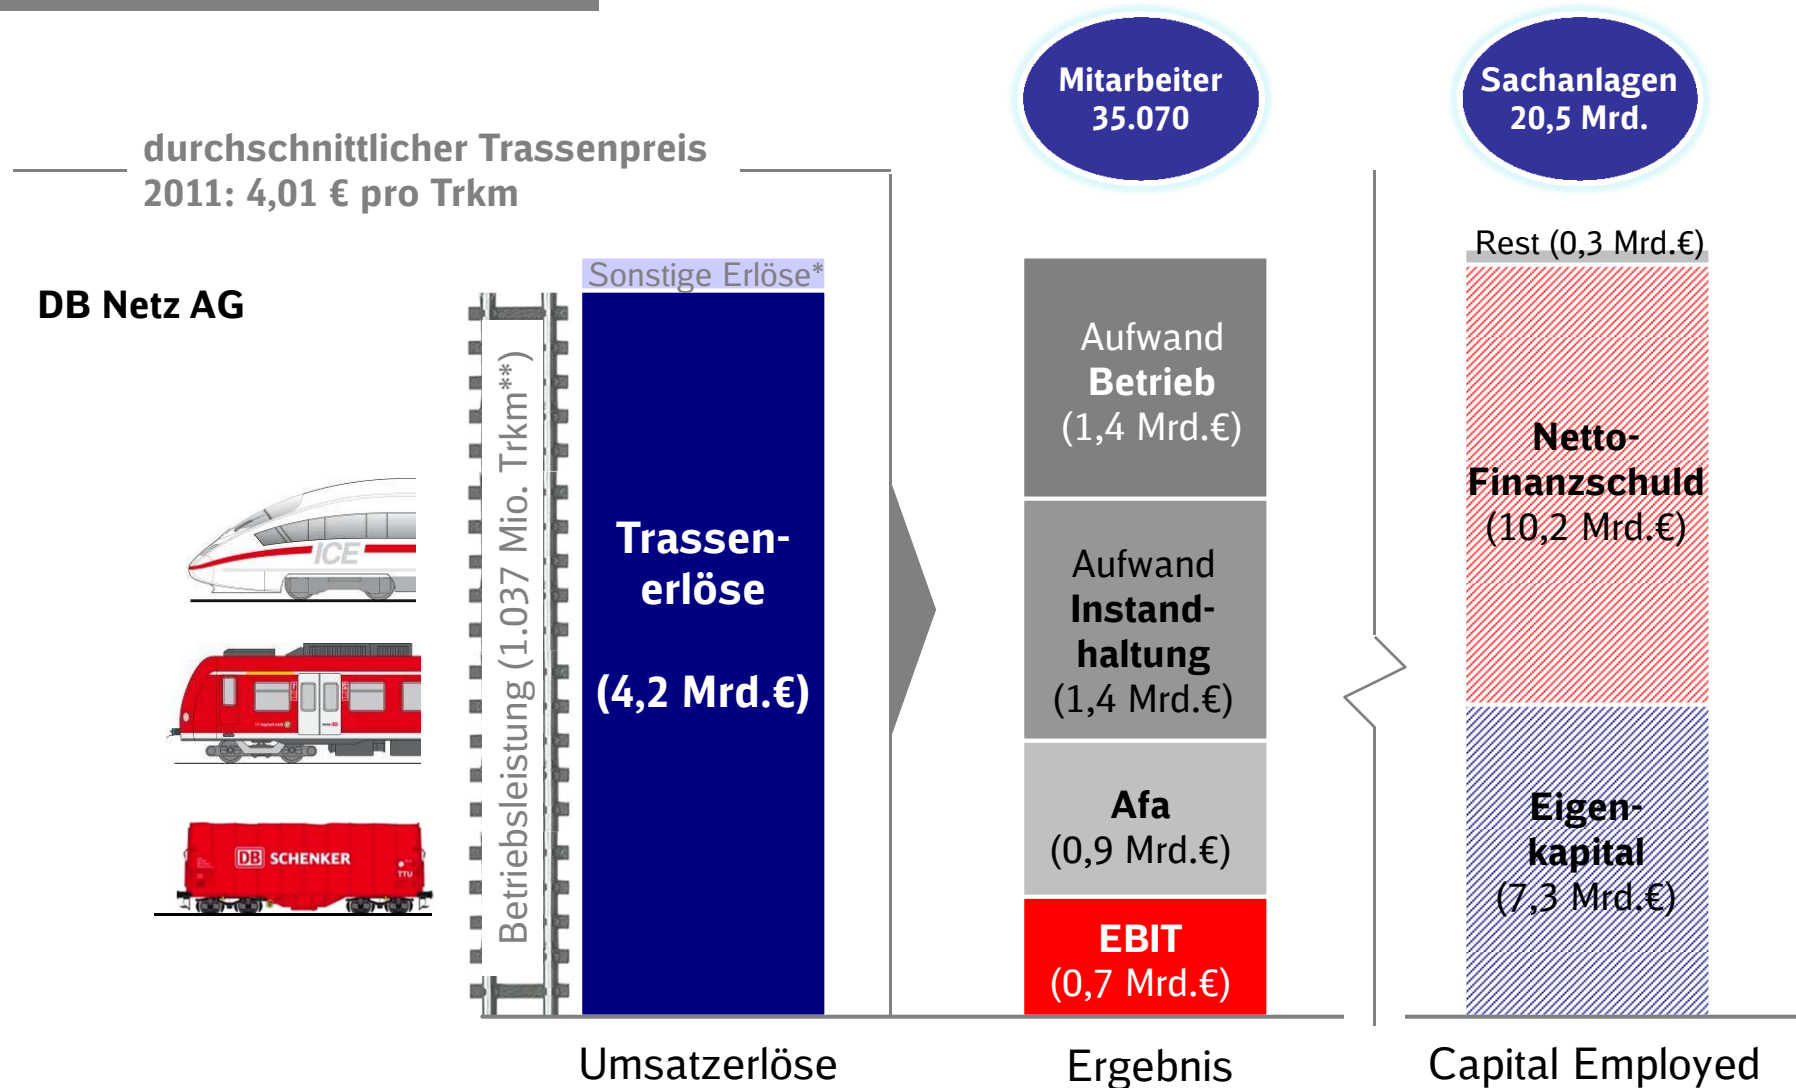 Mitarbeiter
35.070
Sachanlagen
20,5 Mrd.
durchschnittlicher Trassenpreis
2011: 4,01 € pro Trkm
DB Netz AG
Betriebsleistung (1.037 Mio. Trkm**)
Sonstige Erlöse*
Trassen-
erlöse
(4,2 Mrd.€)
ICE
DB SCHENKER
TTU
Aufwand
Betrieb
(1,4 Mrd.€)
Aufwand
Instand-
haltung
(1,4 Mrd.€)
Afa
(0,9 Mrd.€)
EBIT
(0,7 Mrd.€)
Rest (0,3 Mrd.€)
Netto-
Finanzschuld
(10,2 Mrd.€)
Eigen-
kapital
(7,3 Mrd.€)
Umsatzerlöse
Ergebnis
Capital Employed